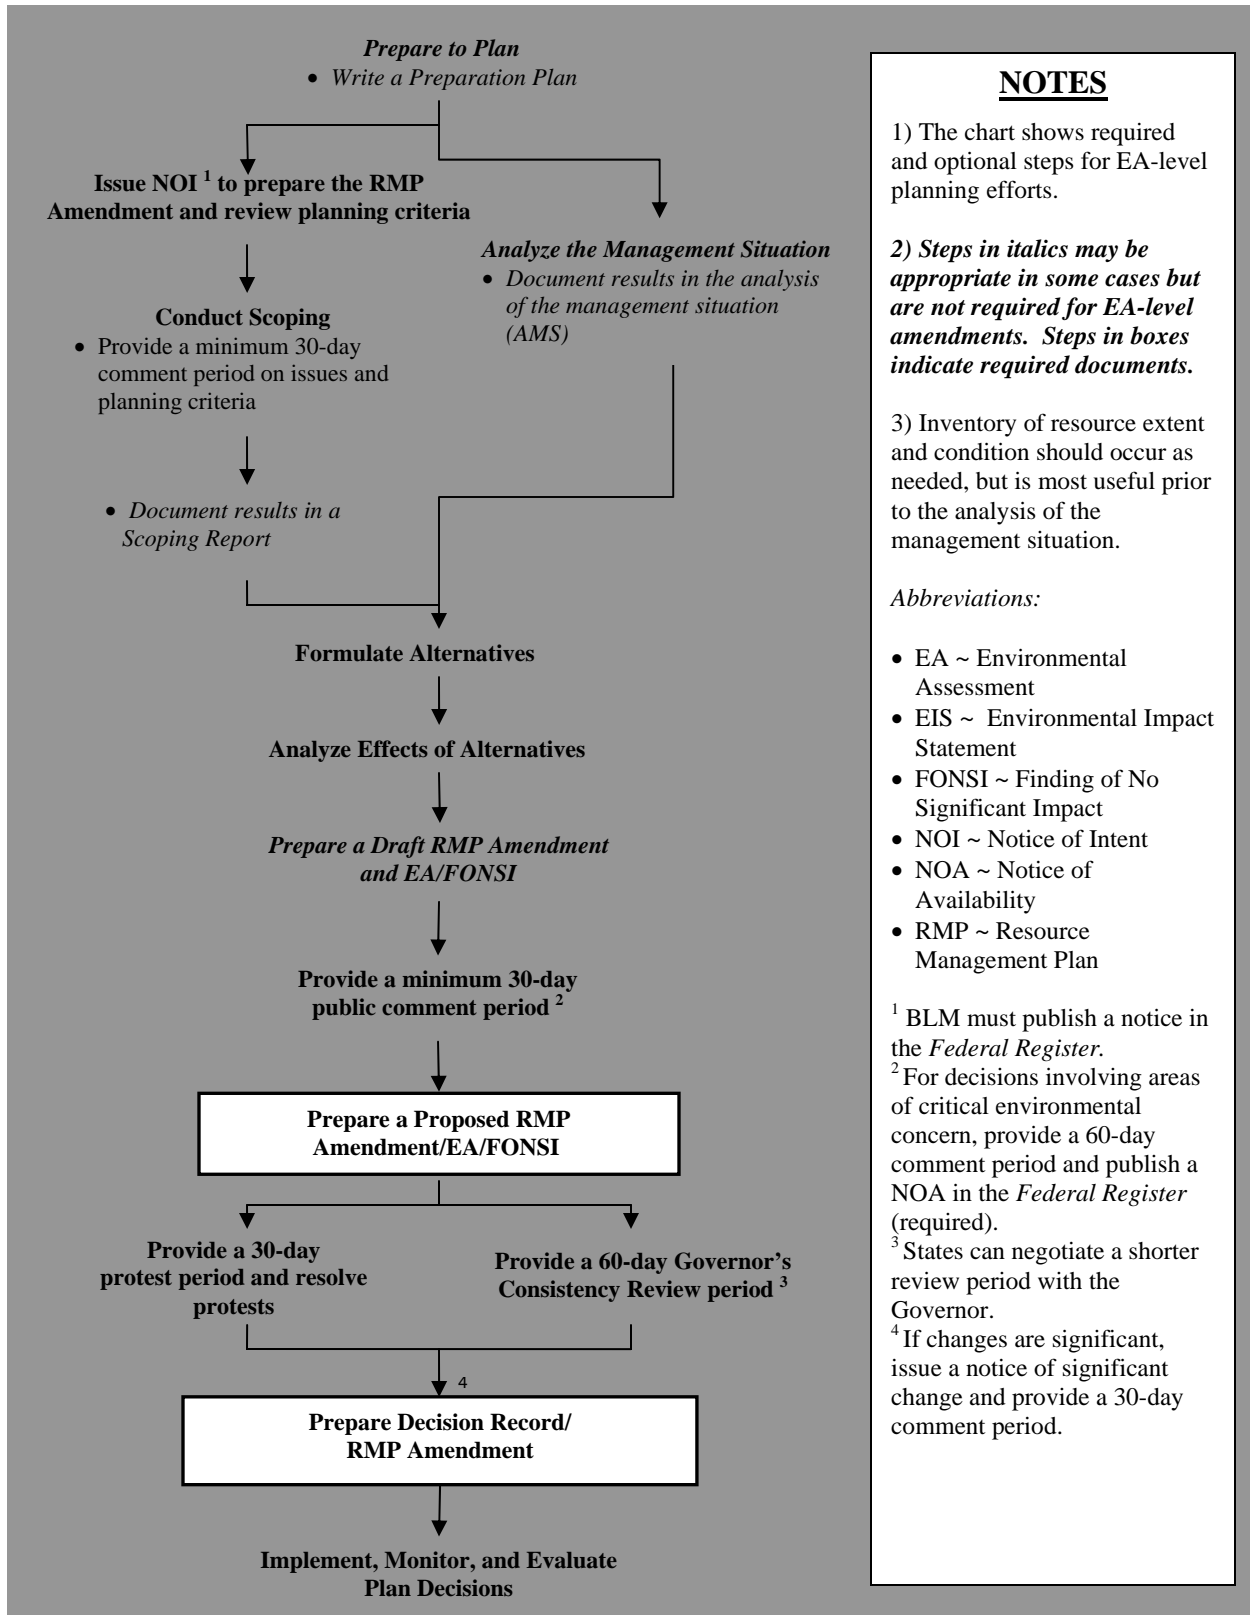 Prepare to Plan
• Write a Preparation Plan
Issue NOI 1 to prepare the RMP
Amendment and review planning criteria
Analyze the Management Situation
• Document results in the analysis
of the management situation
(AMS)
Conduct Scoping
• Provide a minimum 30-day
comment period on issues and
planning criteria
• Document results in a
Scoping Report
Formulate Alternatives
Analyze Effects of Alternatives
Prepare a Draft RMP Amendment
and EA/FONSI
Provide a minimum 30-day
public comment period 2
Prepare a Proposed RMP
Amendment/EA/FONSI
Provide a 30-day
protest period and resolve
protests
Provide a 60-day Governor’s
Consistency Review period 3
4
Prepare Decision Record/
RMP Amendment
Implement, Monitor, and Evaluate
Plan Decisions
NOTES
1) The chart shows required
and optional steps for EA-level
planning efforts.
2) Steps in italics may be
appropriate in some cases but
are not required for EA-level
amendments. Steps in boxes
indicate required documents.
3) Inventory of resource extent
and condition should occur as
needed, but is most useful prior
to the analysis of the
management situation.
Abbreviations:
• EA ~ Environmental
Assessment
• EIS ~ Environmental Impact
Statement
• FONSI ~ Finding of No
Significant Impact
• NOI ~ Notice of Intent
• NOA ~ Notice of
Availability
• RMP ~ Resource
Management Plan
1 BLM must publish a notice in
the Federal Register.
2 For decisions involving areas
of critical environmental
concern, provide a 60-day
comment period and publish a
NOA in the Federal Register
(required).
3 States can negotiate a shorter
review period with the
Governor.
4 If changes are significant,
issue a notice of significant
change and provide a 30-day
comment period.